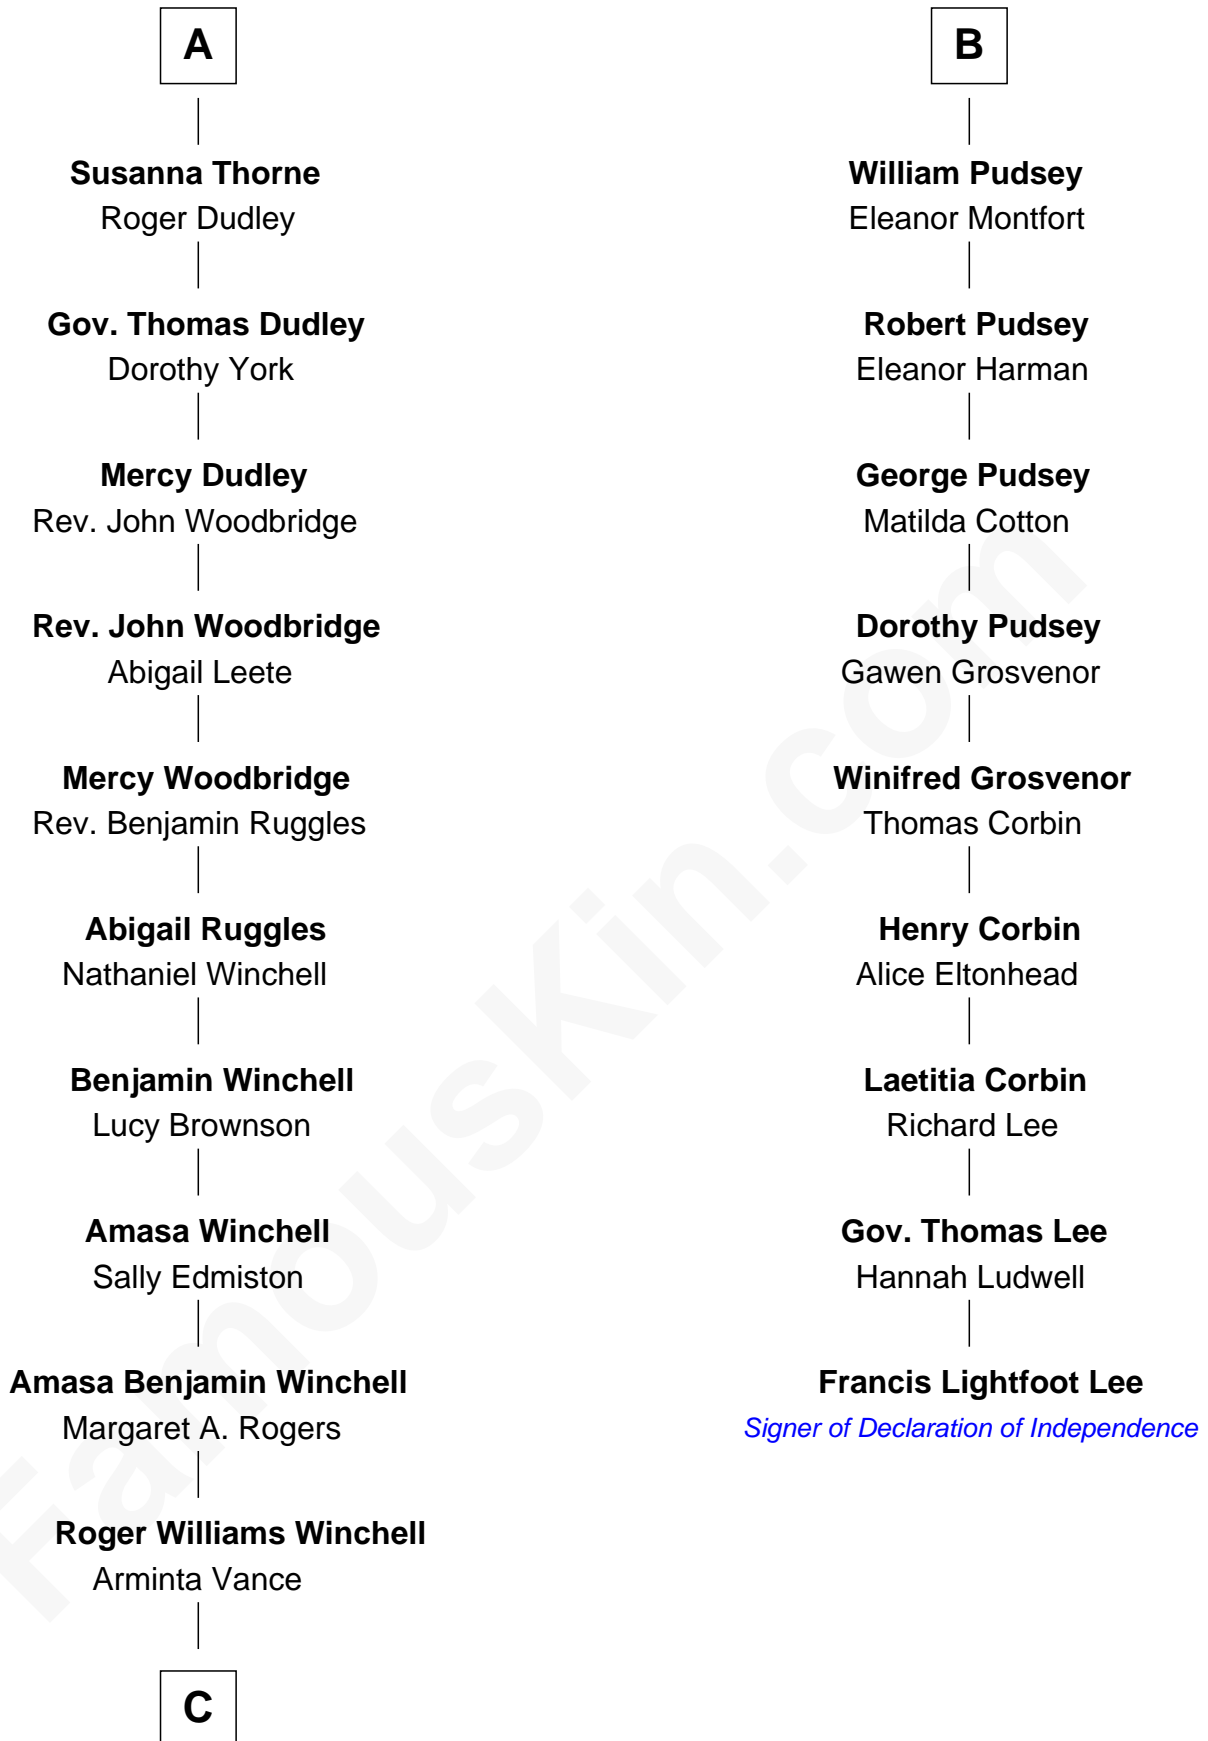 A
Susanna Thorne
Roger Dudley
Gov. Thomas Dudley
Dorothy York
Mercy Dudley
Rev. John Woodbridge
Rev. John Woodbridge
Abigail Leete
Mercy Woodbridge
Rev. Benjamin Ruggles
Abigail Ruggles
Nathaniel Winchell
Benjamin Winchell
Lucy Brownson
Amasa Winchell
Sally Edmiston
Amasa Benjamin Winchell
Margaret A. Rogers
Roger Williams Winchell
Arminta Vance
C
B
William Pudsey
Eleanor Montfort
Robert Pudsey
Eleanor Harman
George Pudsey
Matilda Cotton
Dorothy Pudsey
Gawen Grosvenor
Winifred Grosvenor
Thomas Corbin
Henry Corbin
Alice Eltonhead
Laetitia Corbin
Richard Lee
Gov. Thomas Lee
Hannah Ludwell
Francis Lightfoot Lee
Signer of Declaration of Independence
FamousKin.com